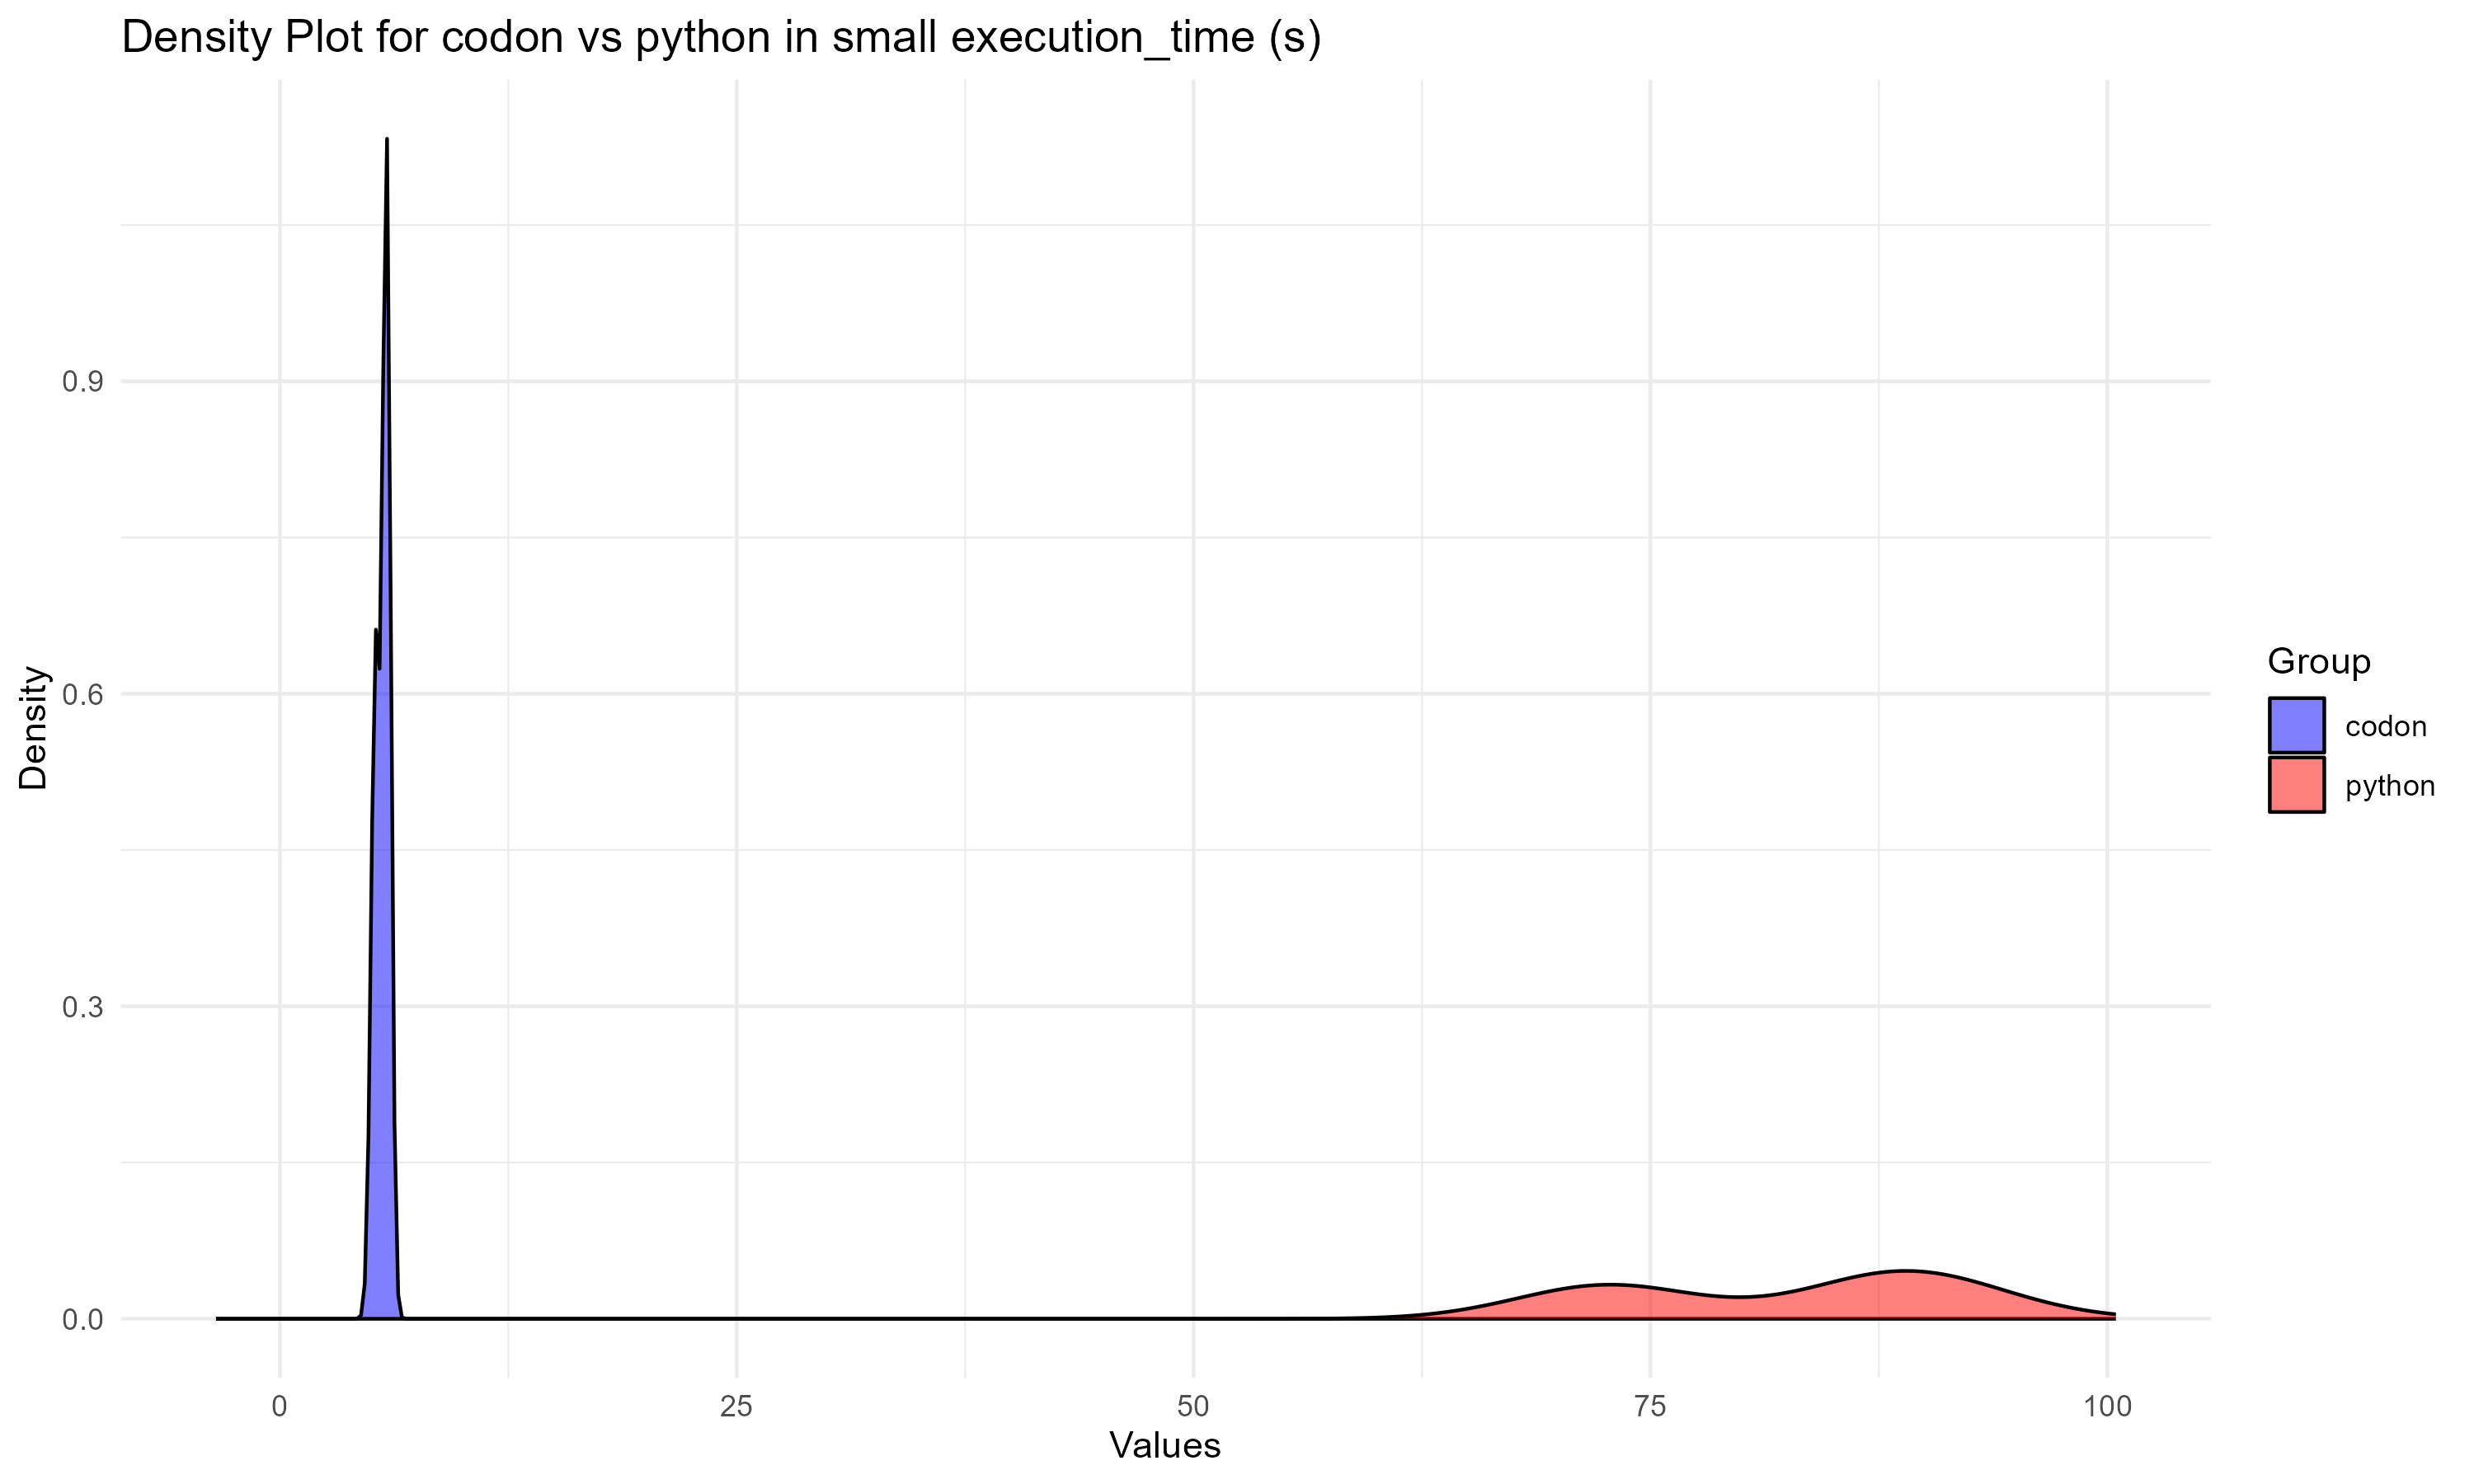 Density Plot for codon vs python in small execution_time (s)
Density
0.9
0.6
0.3
0.0
0 25 50 75 100
Values
Group
codon
python